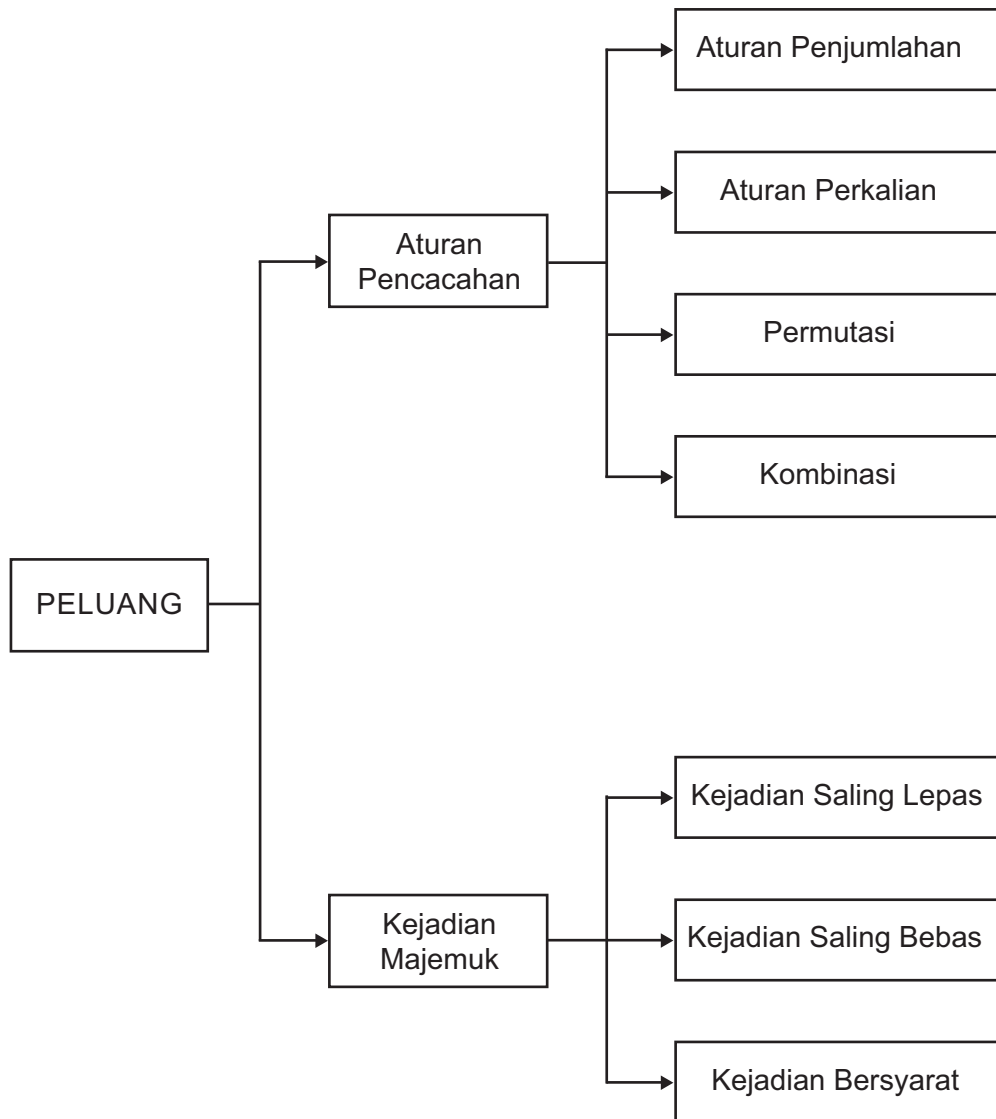 Aturan Penjumlahan
Aturan Perkalian
Aturan
Pencacahan
Permutasi
Kombinasi
PELUANG
Kejadian Saling Lepas
Kejadian
Majemuk
Kejadian Saling Bebas
Kejadian Bersyarat